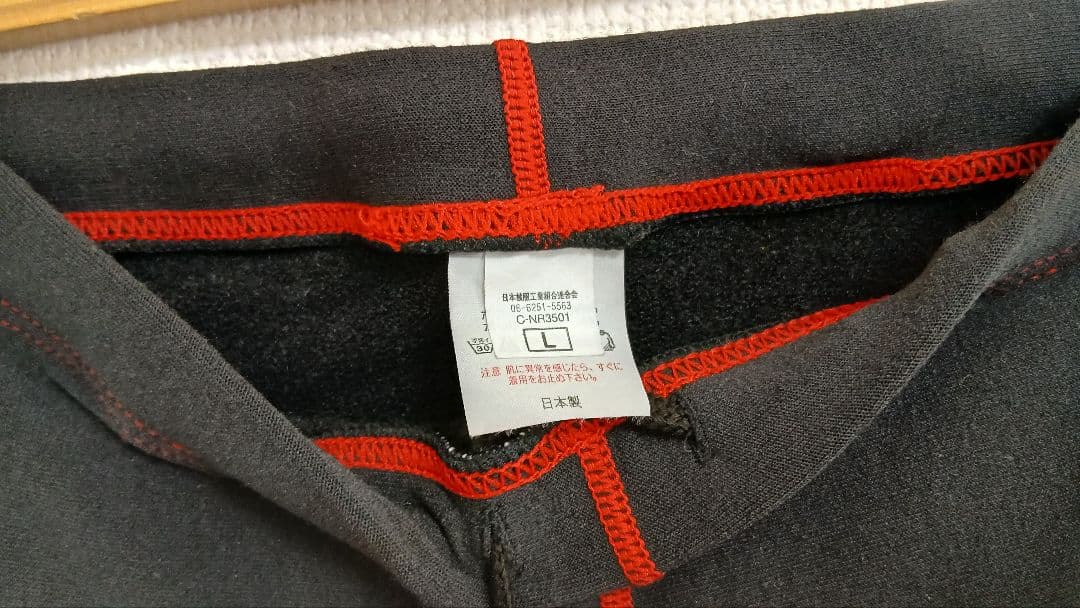 日本被服工業組合連合会
06-6251-5563
C-NR3501
L
30
注意 肌に異常を感じたら、すぐに
着用をお止め下さい。
日本製